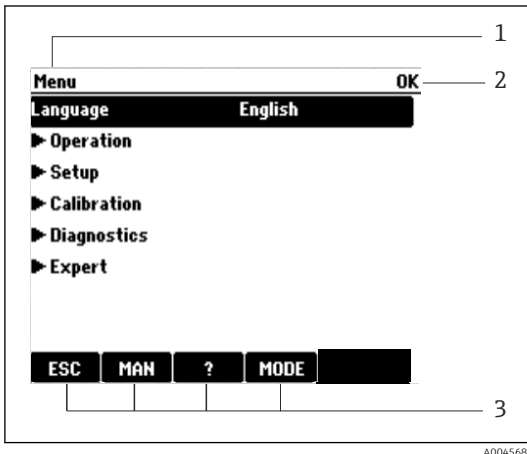 1
Menu OK 2
Language English
Operation
Setup
Calibration
Diagnostics
Expert
ESC MAN ? MODE
3
A004568